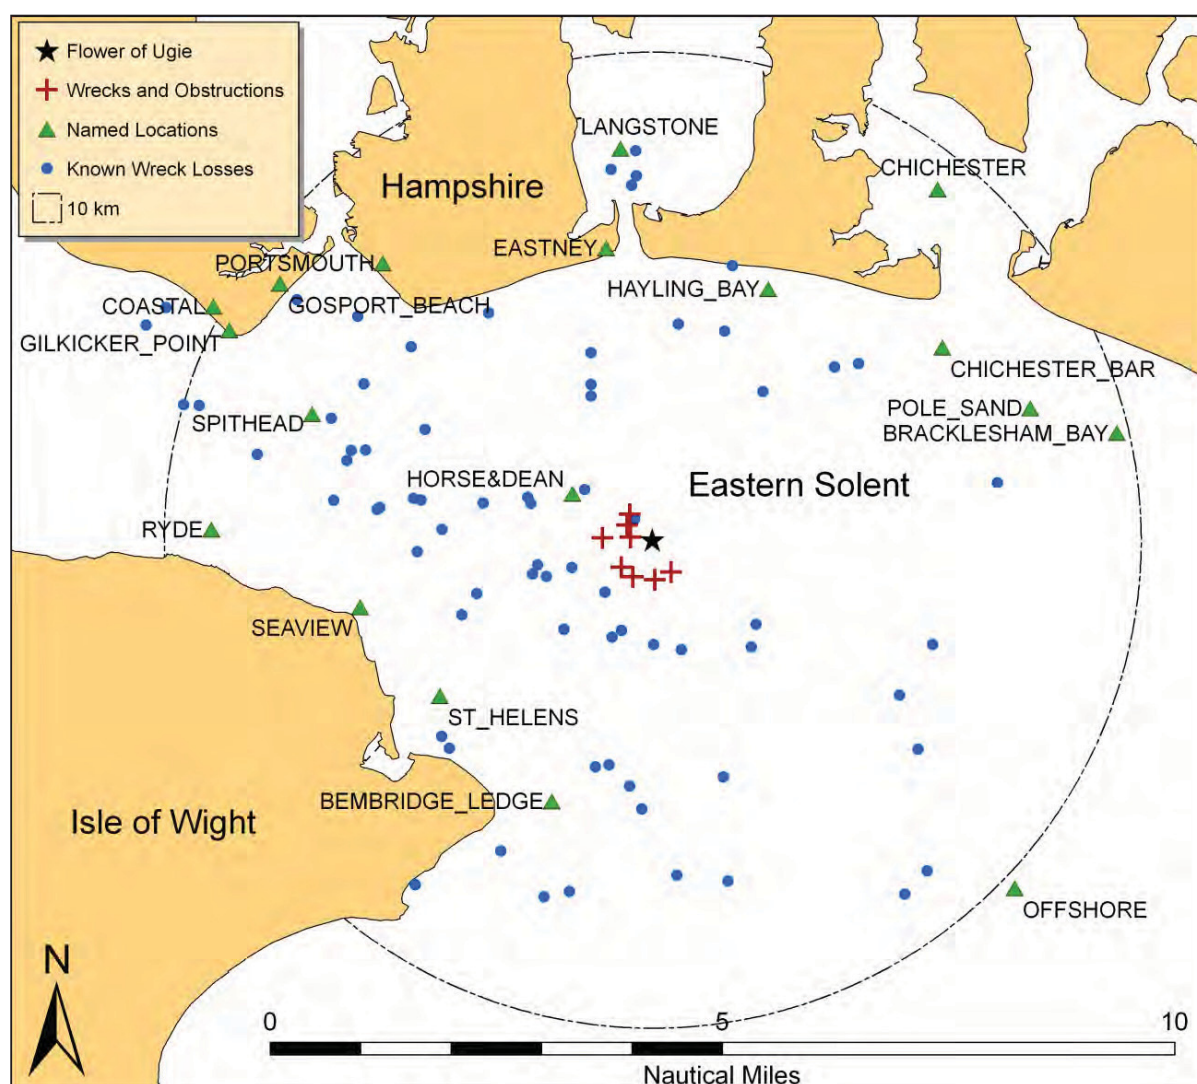 Flower of Ugie
Wrecks and Obstructions
Named Locations
Known Wreck Losses
10 km
LANGSTONE
CHICHESTER
Hampshire
EASTNEY
PORTSMOUTH
HAYLING_BAY
COASTAL
GOSPORT_BEACH
GILKICKER_POINT
CHICHESTER_BAR
POLE_SAND
SPITHEAD
BRACKLESHAM_BAY
HORSE&DEAN
Eastern Solent
RYDE
SEAVIEW
ST_HELENS
BEMBRIDGE_LEDGE
Isle of Wight
OFFSHORE
N
0
5
10
Nautical Miles